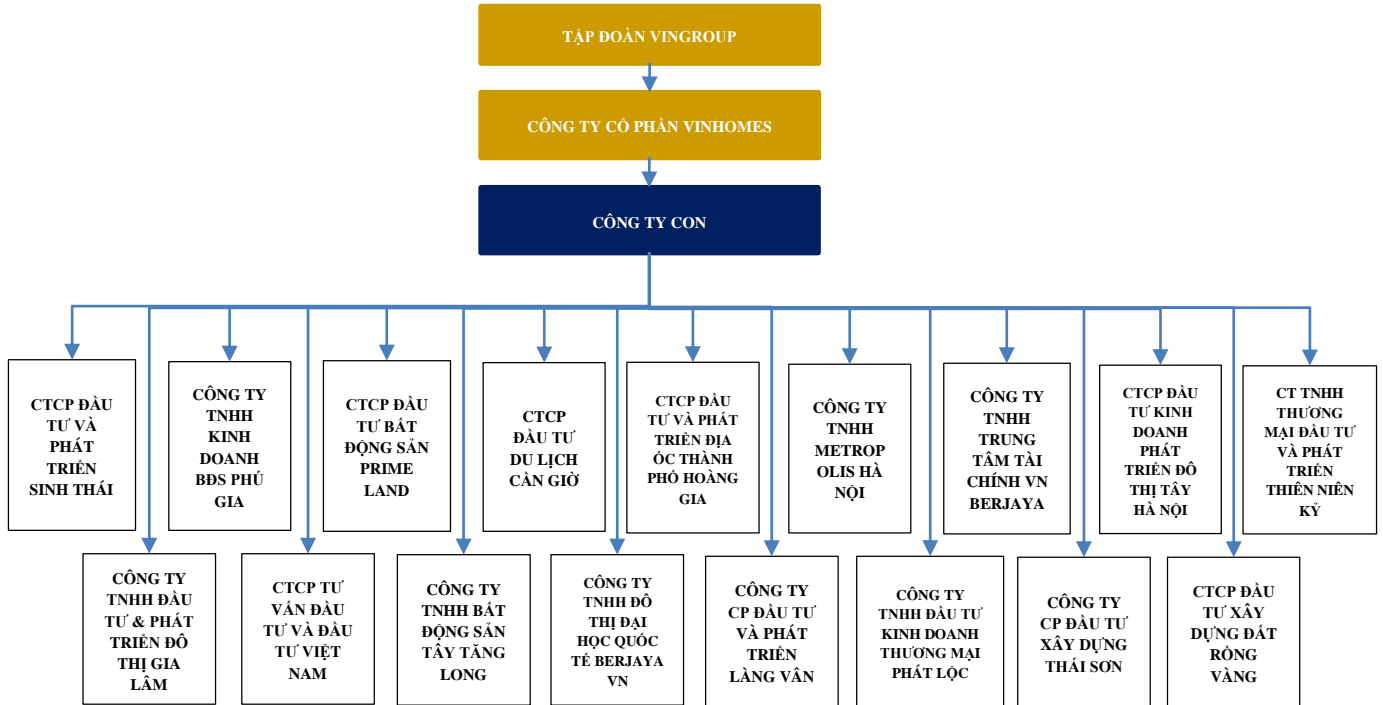 TẬP ĐOÀN VINGROUP
CÔNG TY CỔ PHẦN VINHOMES
CÔNG TY CON
CTCP ĐẦU
TƯ VÀ
PHÁT
TRIỂN
SINH THÁI
CÔNG TY
TNHH
KINH
DOANH
BĐS PHÚ
GIA
CTCP ĐẦU
TƯ BẤT
ĐỘNG SẢN
PRIME
LAND
CTCP
ĐẦU TƯ
DU LỊCH
CẦN GIỜ
CTCP ĐẦU
TƯ VÀ PHÁT
TRIỂN ĐỊA
ỐC THÀNH
PHỐ HOÀNG
GIA
CÔNG TY
TNHH
METROP
OLIS HÀ
NỘI
CÔNG TY
TNHH
TRUNG
TÂM TÀI
CHÍNH VN
BERJAYA
CTCP ĐẦU
TƯ KINH
DOANH
PHÁT
TRIỂN ĐÔ
THỊ TÂY
HÀ NỘI
CT TNHH
THƯƠNG
MẠI ĐẦU TƯ
VÀ PHÁT
TRIỂN
THIÊN NIÊN
KỶ
CÔNG TY
TNHH ĐẦU
TƯ & PHÁT
TRIỂN ĐÔ
THỊ GIA
LÂM
CTCP TƯ
VẤN ĐẦU
TƯ VÀ ĐẦU
TƯ VIỆT
NAM
CÔNG TY
TNHH BẤT
ĐỘNG SẢN
TÂY TĂNG
LONG
CÔNG TY
TNHH ĐÔ
THỊ ĐẠI
HỌC QUỐC
TẾ BERJAYA
VN
CÔNG TY
CP ĐẦU TƯ
VÀ PHÁT
TRIỂN
LÀNG VÂN
CÔNG TY
TNHH ĐẦU TƯ
KINH DOANH
THƯƠNG MẠI
PHÁT LỘC
CÔNG TY
CP ĐẦU TƯ
XÂY DỰNG
THÁI SƠN
CTCP ĐẦU
TƯ XÂY
DỰNG ĐẤT
RỒNG
VÀNG